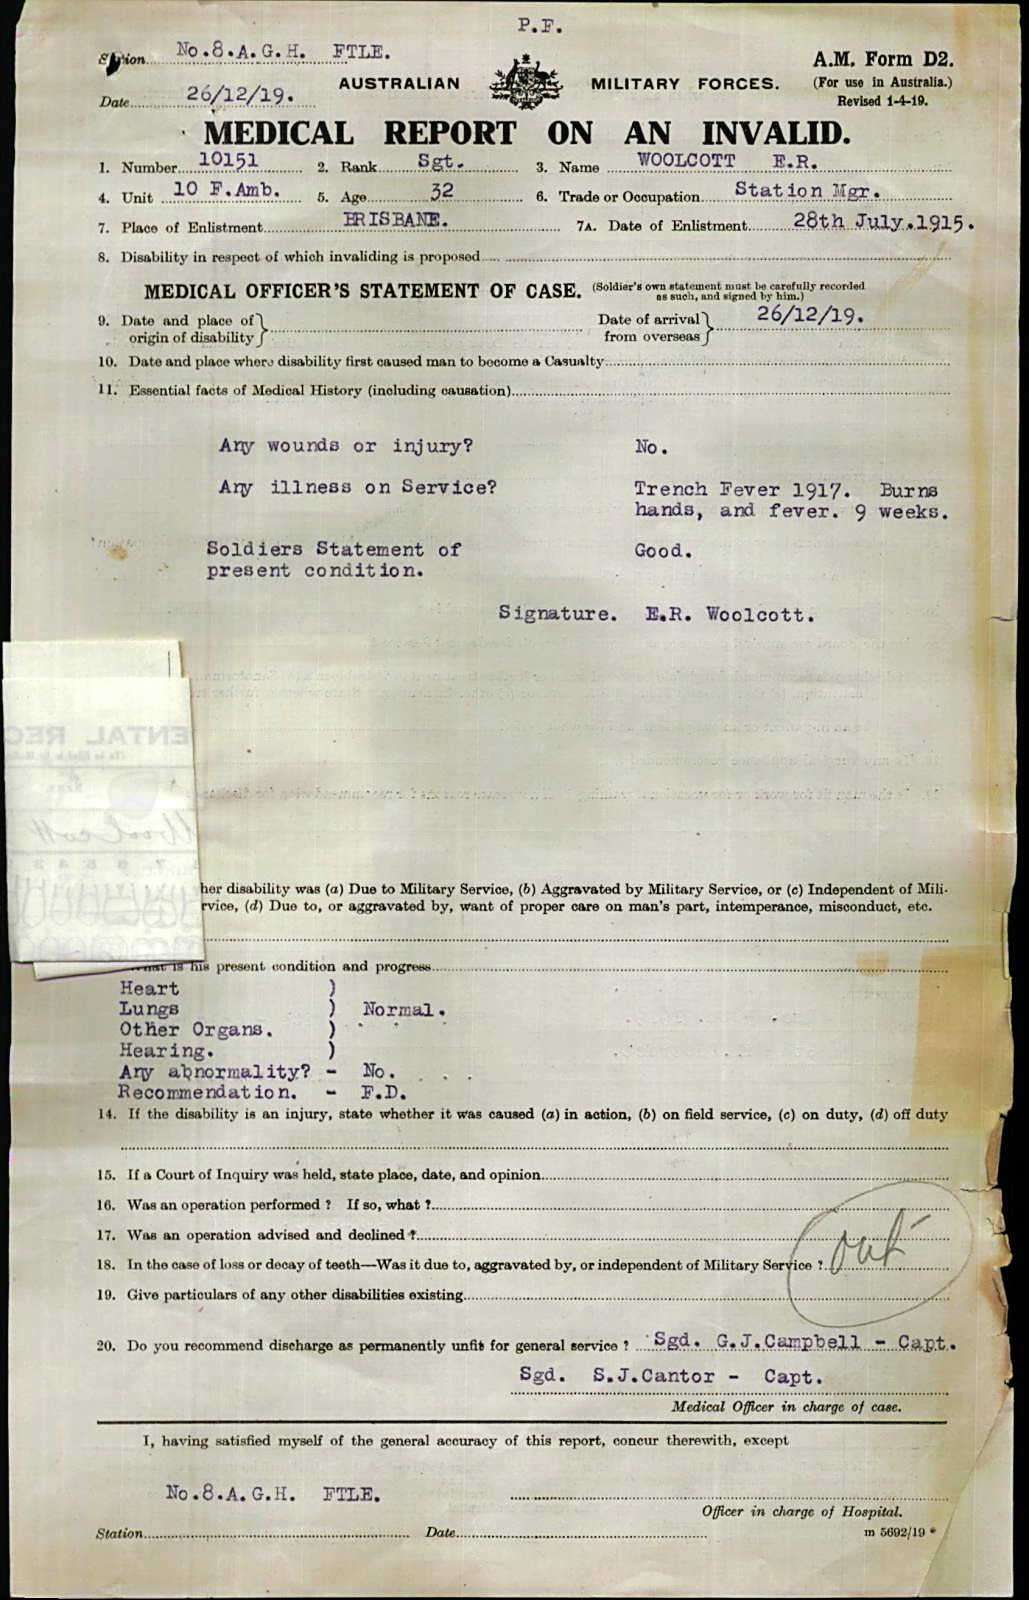 P.F.
Station No.8.A.G.H. FTLE.
A.M. Form D2.
AUSTRALIAN MILITARY FORCES.
(For use in Australia.)
Date 26/12/19.
Revised 1-4-19.
MEDICAL REPORT ON AN INVALID.
1. Number 10151 2. Rank Sgt. 3. Name WOOLCOTT E.R.
4. Unit 10 F.Amb. 5. Age 32 6. Trade or Occupation Station Mgr.
7. Place of Enlistment BRISBANE. 7A. Date of Enlistment 28th July.1915.
8. Disability in respect of which invaliding is proposed
MEDICAL OFFICER'S STATEMENT OF CASE. (Soldier's own statement must be carefully recorded
as such, and signed by him.)
9. Date and place of } Date of arrival } 26/12/19.
origin of disability from overseas
10. Date and place where disability first caused man to become a Casualty
11. Essential facts of Medical History (including causation)
Any wounds or injury? No.
Any illness on Service? Trench Fever 1917. Burns
hands, and fever. 9 weeks.
Soldiers Statement of Good.
present condition.
Signature. E.R. Woolcott.
ENTAL REC
Woolcott
her disability was (a) Due to Military Service, (b) Aggravated by Military Service, or (c) Independent of Mili-
rvice, (d) Due to, or aggravated by, want of proper care on man's part, intemperance, misconduct, etc.
What is his present condition and progress
Heart )
Lungs ) Normal.
Other Organs. )
Hearing. )
Any abnormality? - No.
Recommendation. - F.D.
14. If the disability is an injury, state whether it was caused (a) in action, (b) on field service, (c) on duty, (d) off duty
15. If a Court of Inquiry was held, state place, date, and opinion
16. Was an operation performed ? If so, what ?
17. Was an operation advised and declined ?
18. In the case of loss or decay of teeth—Was it due to, aggravated by, or independent of Military Service ?
19. Give particulars of any other disabilities existing
20. Do you recommend discharge as permanently unfit for general service ? Sgd. G.J.Campbell - Capt.
Sgd. S.J.Cantor - Capt.
Medical Officer in charge of case.
I, having satisfied myself of the general accuracy of this report, concur therewith, except
No.8.A.G.H. FTLE.
Officer in charge of Hospital.
Station Date m 5692/19